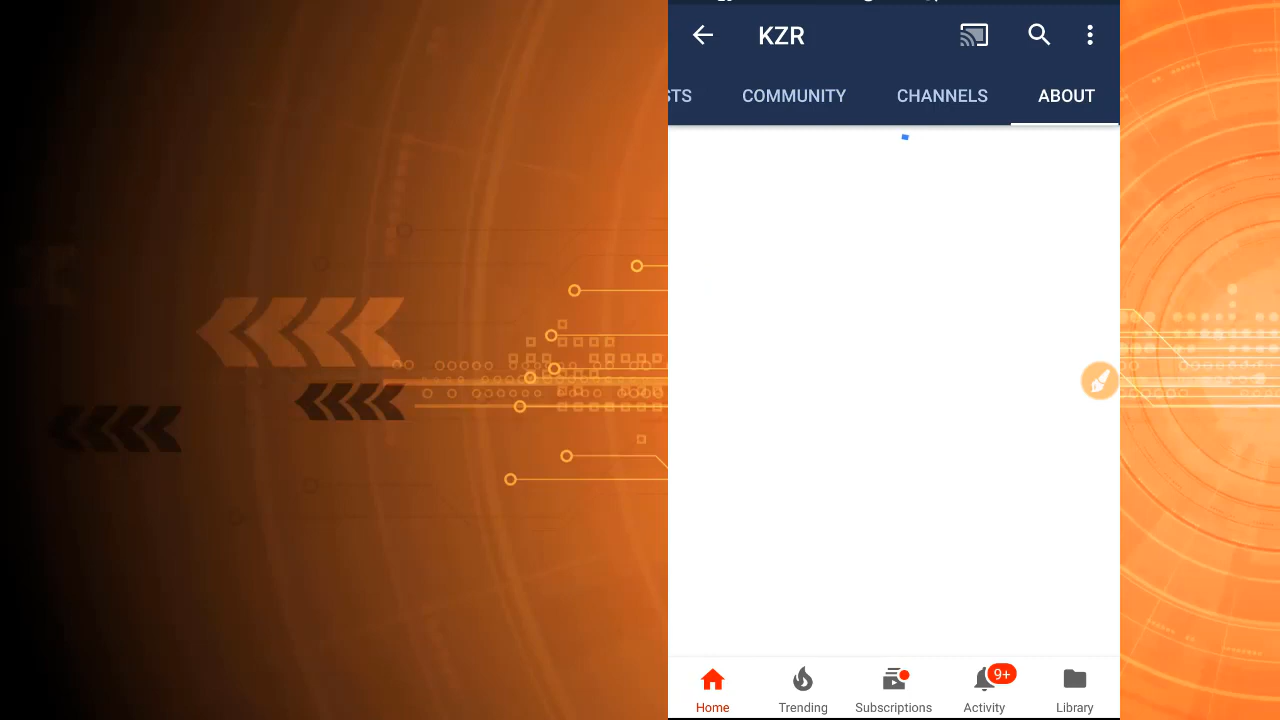 KZR
STS COMMUNITY CHANNELS ABOUT
9+
Home Trending Subscriptions Activity Library